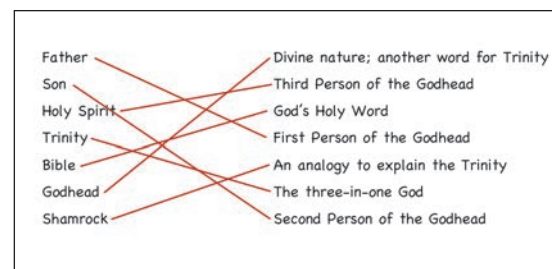 Father Divine nature; another word for Trinity
Son Third Person of the Godhead
Holy Spirit God's Holy Word
Trinity First Person of the Godhead
Bible An analogy to explain the Trinity
Godhead The three-in-one God
Shamrock Second Person of the Godhead